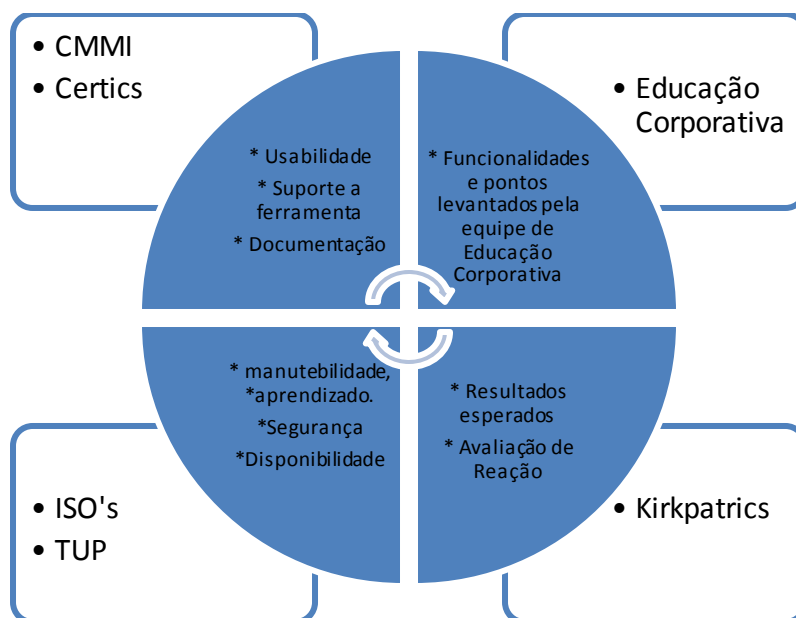 • CMMI
• Certics
* Usabilidade
* Suporte a
ferramenta
* Documentação
• Educação
Corporativa
* Funcionalidades
e pontos
levantados pela
equipe de
Educação
Corporativa
* manutebilidade,
*aprendizado.
*Segurança
*Disponibilidade
• ISO's
• TUP
* Resultados
esperados
* Avaliação de
Reação
• Kirkpatrics